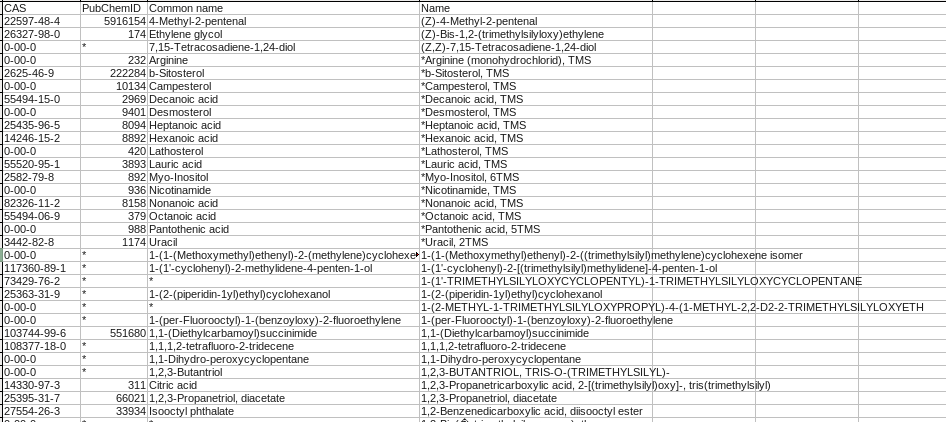 CAS PubChemID Common name Name
22597-48-4 5916154 4-Methyl-2-pentenal (Z)-4-Methyl-2-pentenal
26327-98-0 174 Ethylene glycol (Z)-Bis-1,2-(trimethylsilyloxy)ethylene
0-00-0 * 7,15-Tetracosadiene-1,24-diol (Z,Z)-7,15-Tetracosadiene-1,24-diol
0-00-0 232 Arginine *Arginine (monohydrochlorid), TMS
2625-46-9 222284 b-Sitosterol *b-Sitosterol, TMS
0-00-0 10134 Campesterol *Campesterol, TMS
55494-15-0 2969 Decanoic acid *Decanoic acid, TMS
0-00-0 9401 Desmosterol *Desmosterol, TMS
25435-96-5 8094 Heptanoic acid *Heptanoic acid, TMS
14246-15-2 8892 Hexanoic acid *Hexanoic acid, TMS
0-00-0 420 Lathosterol *Lathosterol, TMS
55520-95-1 3893 Lauric acid *Lauric acid, TMS
2582-79-8 892 Myo-Inositol *Myo-Inositol, 6TMS
0-00-0 936 Nicotinamide *Nicotinamide, TMS
82326-11-2 8158 Nonanoic acid *Nonanoic acid, TMS
55494-06-9 379 Octanoic acid *Octanoic acid, TMS
0-00-0 988 Pantothenic acid *Pantothenic acid, 5TMS
3442-82-8 1174 Uracil *Uracil, 2TMS
0-00-0 * 1-(1-(Methoxymethyl)ethenyl)-2-(methylene)cyclohexe 1-(1-(Methoxymethyl)ethenyl)-2-((trimethylsilyl)methylene)cyclohexene isomer
117360-89-1 * 1-(1'-cyclohenyl)-2-methylidene-4-penten-1-ol 1-(1'-cyclohenyl)-2-[(trimethylsilyl)methylidene]-4-penten-1-ol
73429-76-2 * * 1-(1'-TRIMETHYLSILYLOXYCYCLOPENTYL)-1-TRIMETHYLSILYLOXYCYCLOPENTANE
25363-31-9 * 1-(2-(piperidin-1yl)ethyl)cyclohexanol 1-(2-(piperidin-1yl)ethyl)cyclohexanol
0-00-0 * * 1-(2-METHYL-1-TRIMETHYLSILYLOXYPROPYL)-4-(1-METHYL-2,2-D2-2-TRIMETHYLSILYLOXYETH
0-00-0 * 1-(per-Fluorooctyl)-1-(benzoyloxy)-2-fluoroethylene 1-(per-Fluorooctyl)-1-(benzoyloxy)-2-fluoroethylene
103744-99-6 551680 1,1-(Diethylcarbamoyl)succinimide 1,1-(Diethylcarbamoyl)succinimide
108377-18-0 * 1,1,1,2-tetrafluoro-2-tridecene 1,1,1,2-tetrafluoro-2-tridecene
0-00-0 * 1,1-Dihydro-peroxycyclopentane 1,1-Dihydro-peroxycyclopentane
0-00-0 * 1,2,3-Butantriol 1,2,3-BUTANTRIOL, TRIS-O-(TRIMETHYLSILYL)-
14330-97-3 311 Citric acid 1,2,3-Propanetricarboxylic acid, 2-[(trimethylsilyl)oxy]-, tris(trimethylsilyl)
25395-31-7 66021 1,2,3-Propanetriol, diacetate 1,2,3-Propanetriol, diacetate
27554-26-3 33934 Isooctyl phthalate 1,2-Benzenedicarboxylic acid, diisooctyl ester